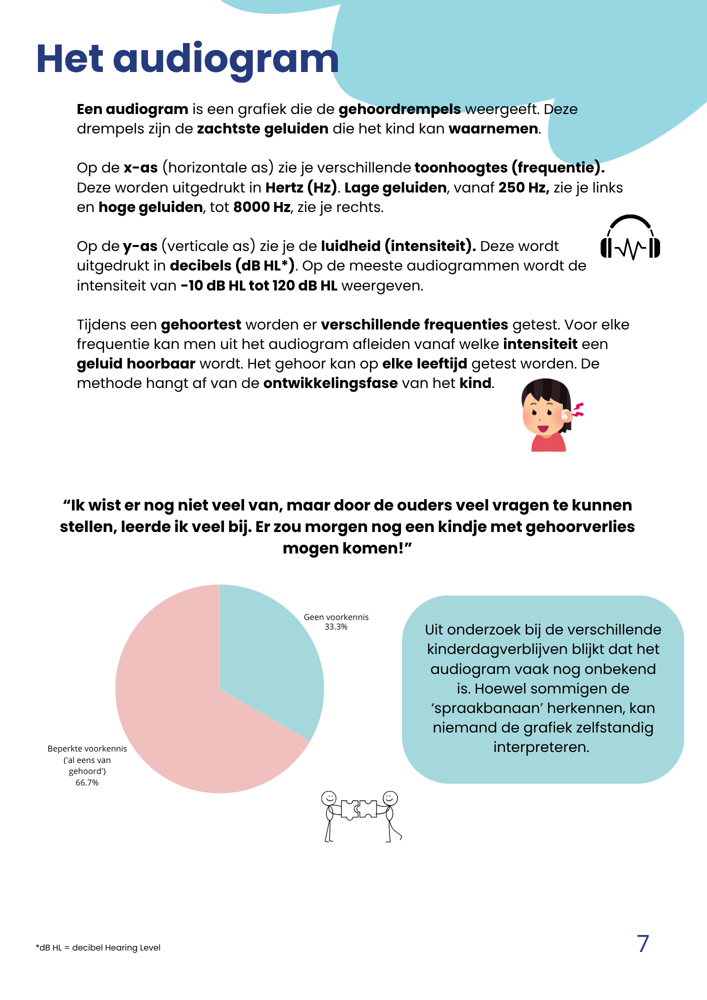 Het audiogram
Een audiogram is een grafiek die de gehoordrempels weergeeft. Deze
drempels zijn de zachtste geluiden die het kind kan waarnemen.
Op de x-as (horizontale as) zie je verschillende toonhoogtes (frequentie).
Deze worden uitgedrukt in Hertz (Hz). Lage geluiden, vanaf 250 Hz, zie je links
en hoge geluiden, tot 8000 Hz, zie je rechts.
Op de y-as (verticale as) zie je de luidheid (intensiteit). Deze wordt
uitgedrukt in decibels (dB HL*). Op de meeste audiogrammen wordt de
intensiteit van -10 dB HL tot 120 dB HL weergeven.
Tijdens een gehoortest worden er verschillende frequenties getest. Voor elke
frequentie kan men uit het audiogram afleiden vanaf welke intensiteit een
geluid hoorbaar wordt. Het gehoor kan op elke leeftijd getest worden. De
methode hangt af van de ontwikkelingsfase van het kind.
“Ik wist er nog niet veel van, maar door de ouders veel vragen te kunnen
stellen, leerde ik veel bij. Er zou morgen nog een kindje met gehoorverlies
mogen komen!”
Geen voorkennis
33.3%
Beperkte voorkennis
('al eens van
gehoord')
66.7%
Uit onderzoek bij de verschillende
kinderdagverblijven blijkt dat het
audiogram vaak nog onbekend
is. Hoewel sommigen de
‘spraakbanaan’ herkennen, kan
niemand de grafiek zelfstandig
interpreteren.
*dB HL = decibel Hearing Level
7